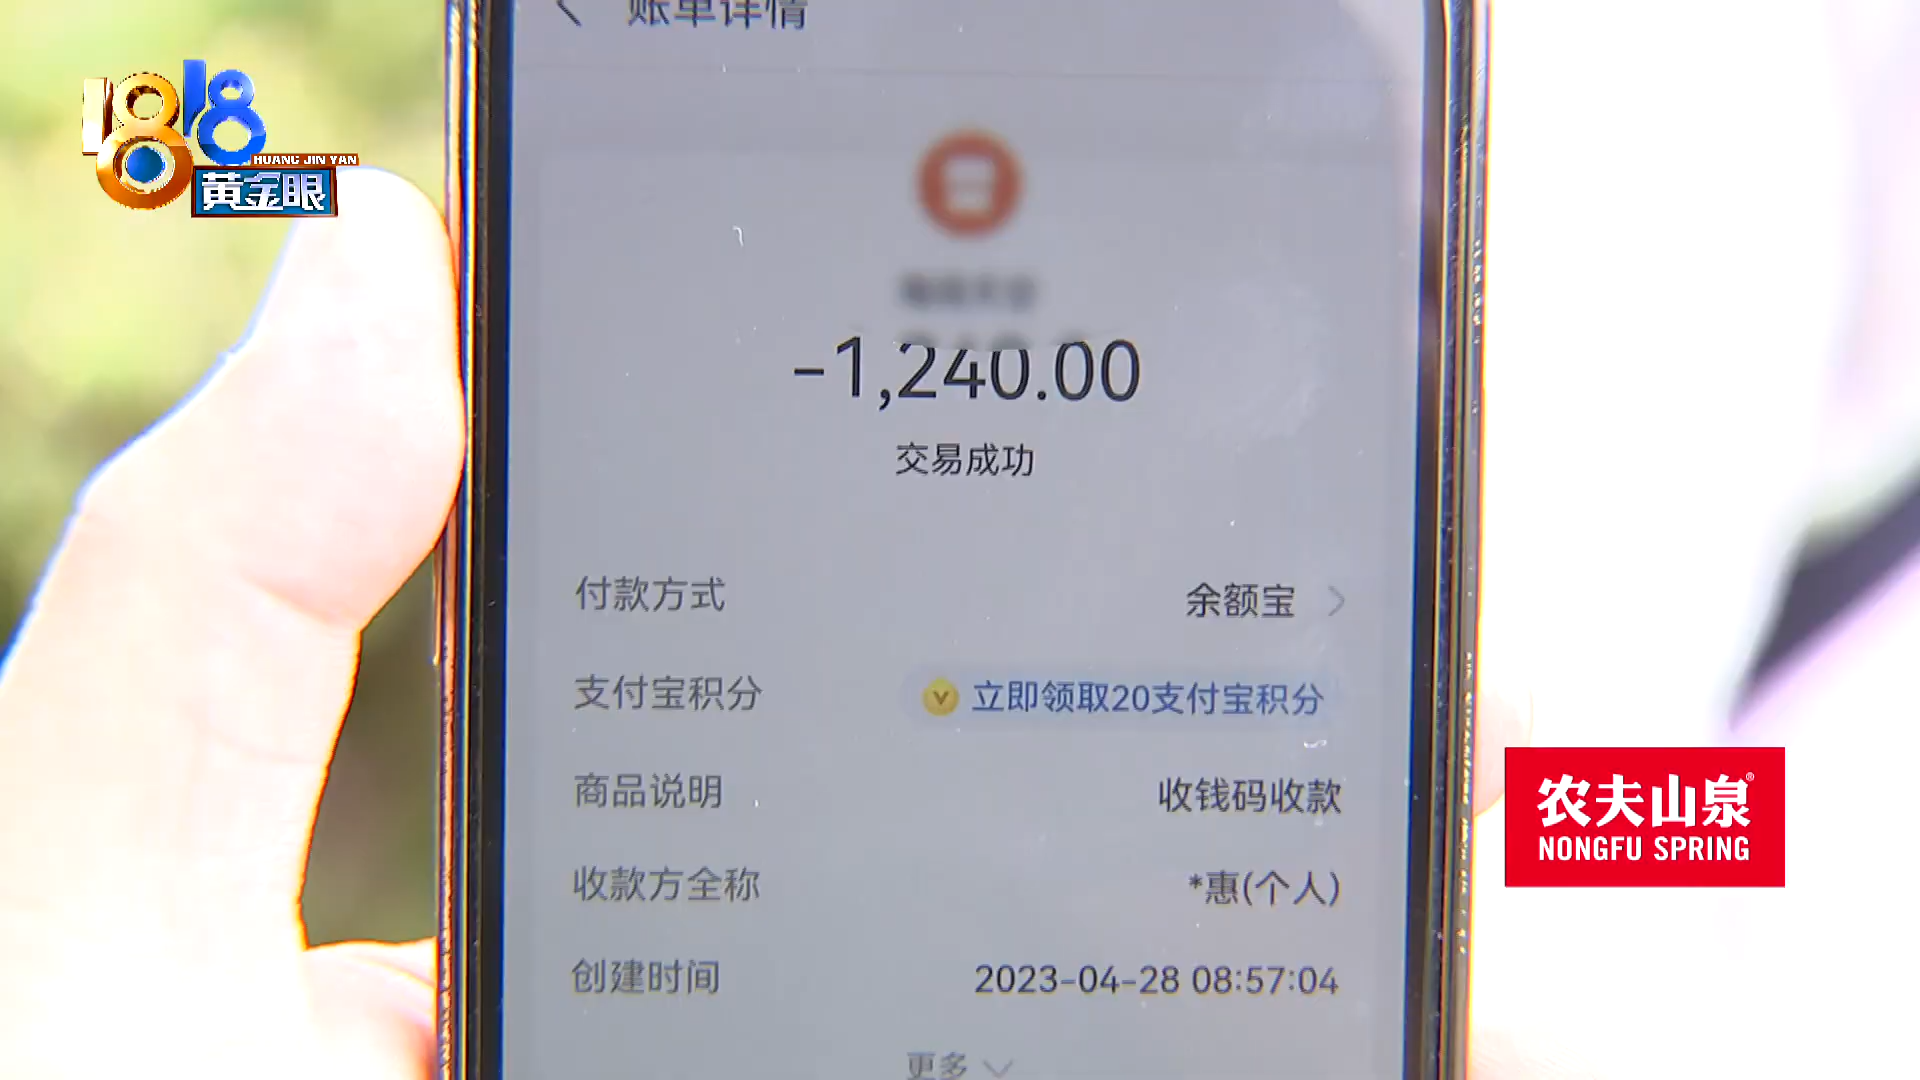 账单详情
1818
HUANG JIN YAN
黄金眼
-1,240.00
交易成功
付款方式 余额宝
支付宝积分 立即领取20支付宝积分
商品说明 收钱码收款
收款方全称 *惠(个人)
创建时间 2023-04-28 08:57:04
更多
农夫山泉®
NONGFU SPRING